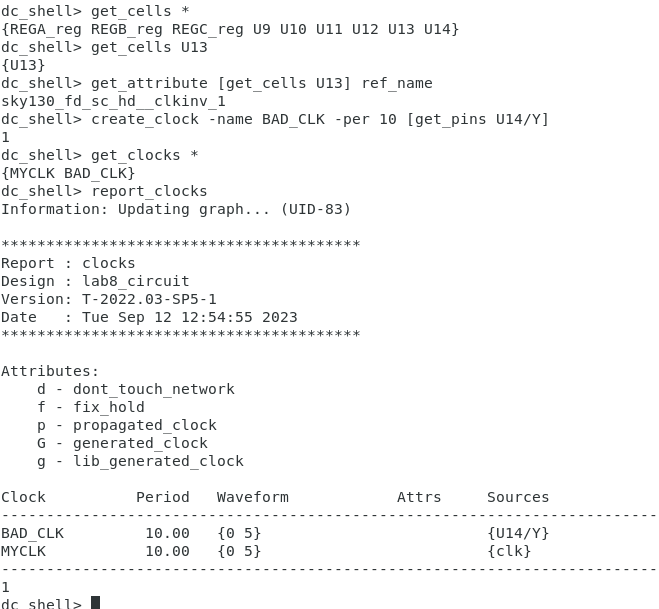 dc_shell> get_cells *
{REGA_reg REGB_reg REGC_reg U9 U10 U11 U12 U13 U14}
dc_shell> get_cells U13
{U13}
dc_shell> get_attribute [get_cells U13] ref_name
sky130_fd_sc_hd__clkinv_1
dc_shell> create_clock -name BAD_CLK -per 10 [get_pins U14/Y]
1
dc_shell> get_clocks *
{MYCLK BAD_CLK}
dc_shell> report_clocks
Information: Updating graph... (UID-83)

****************************************
Report : clocks
Design : lab8_circuit
Version: T-2022.03-SP5-1
Date   : Tue Sep 12 12:54:55 2023
****************************************

Attributes:
    d - dont_touch_network
    f - fix_hold
    p - propagated_clock
    G - generated_clock
    g - lib_generated_clock

Clock          Period   Waveform            Attrs     Sources
--------------------------------------------------------------------------------
BAD_CLK         10.00   {0 5}                         {U14/Y}
MYCLK           10.00   {0 5}                         {clk}
--------------------------------------------------------------------------------
1
dc_shell>